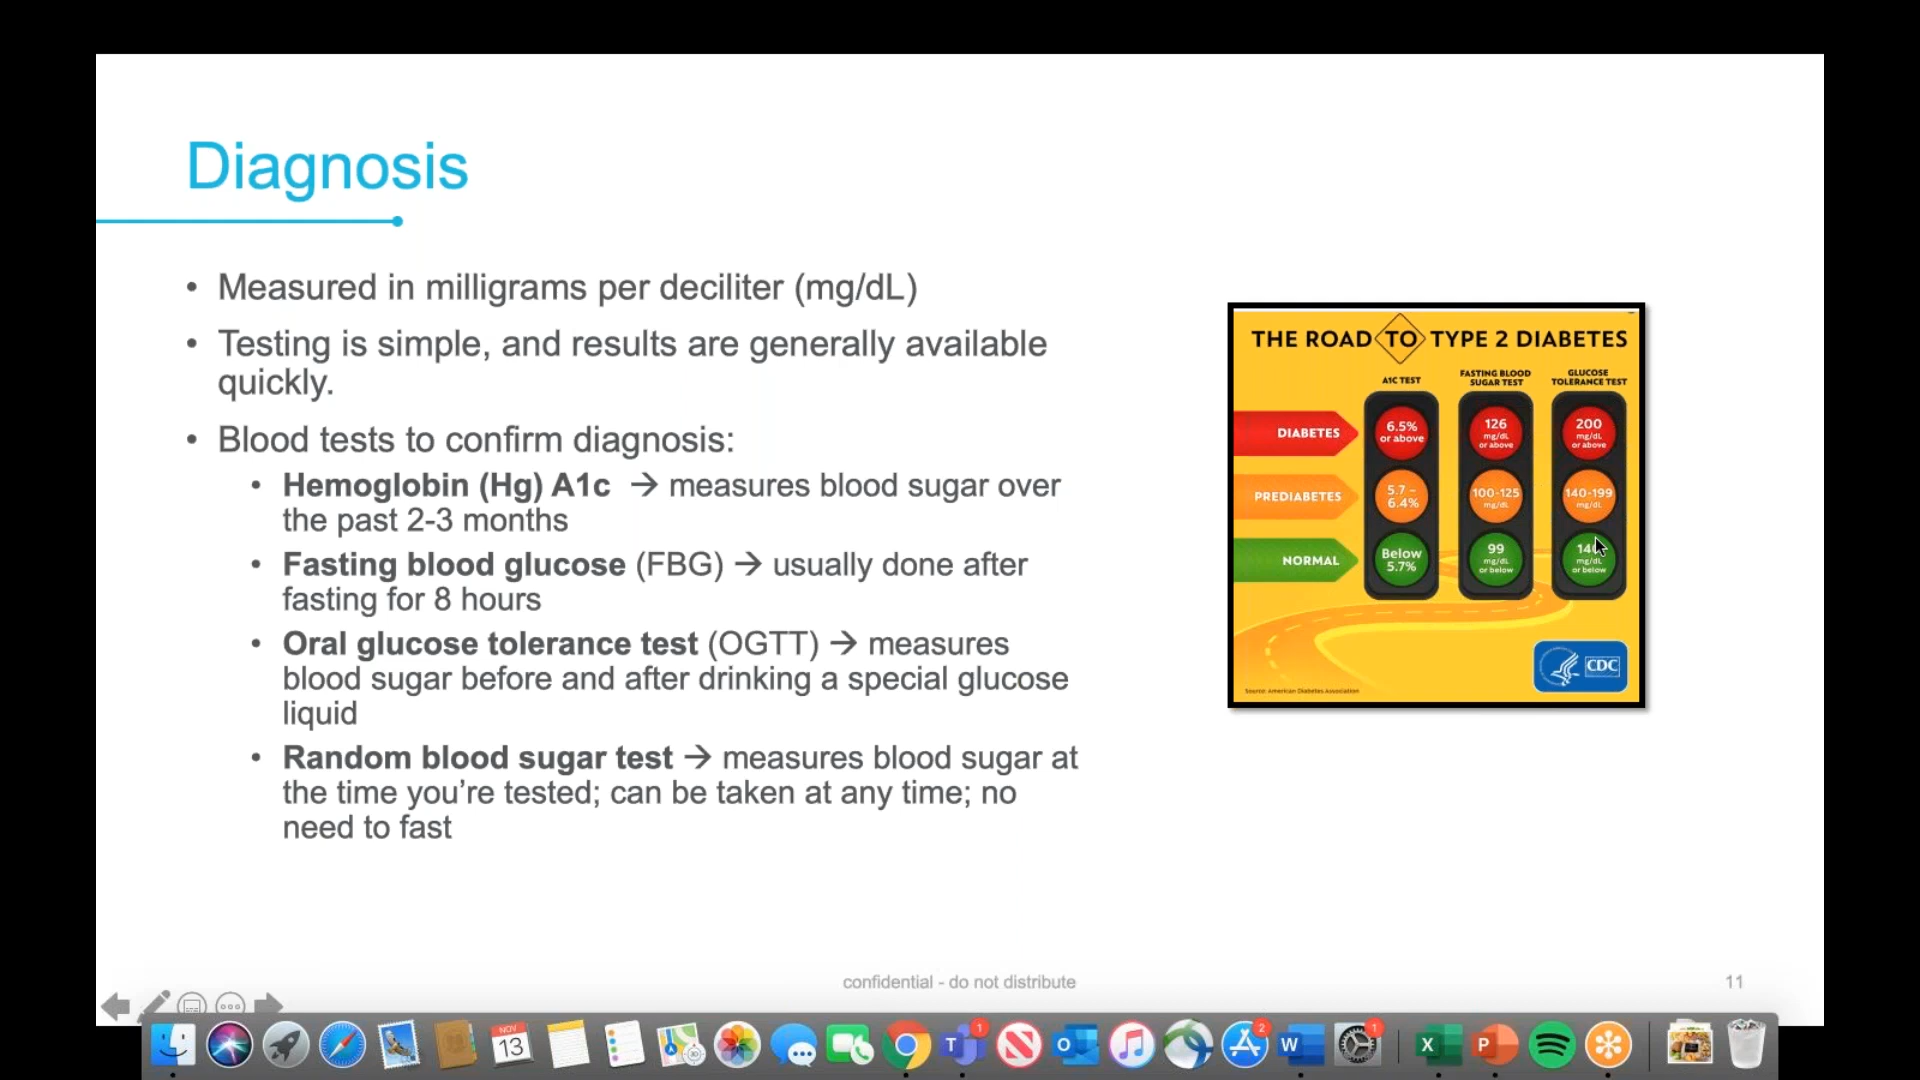 Diagnosis
• Measured in milligrams per deciliter (mg/dL)
• Testing is simple, and results are generally available
quickly.
• Blood tests to confirm diagnosis:
• Hemoglobin (Hg) A1c → measures blood sugar over
the past 2-3 months
• Fasting blood glucose (FBG) → usually done after
fasting for 8 hours
• Oral glucose tolerance test (OGTT) → measures
blood sugar before and after drinking a special glucose
liquid
• Random blood sugar test → measures blood sugar at
the time you’re tested; can be taken at any time; no
need to fast
THE ROAD TO TYPE 2 DIABETES
A1C TEST
FASTING BLOOD
SUGAR TEST
GLUCOSE
TOLERANCE TEST
DIABETES
6.5%
or above
126
mg/dL
or above
200
mg/dL
or above
PREDIABETES
5.7 –
6.4%
100-125
mg/dL
140-199
mg/dL
NORMAL
Below
5.7%
99
mg/dL
or below
mg/dL
or below
CDC
Source: American Diabetes Association
confidential - do not distribute
11
NOV
13
T
1
O
2
W
1
X
P